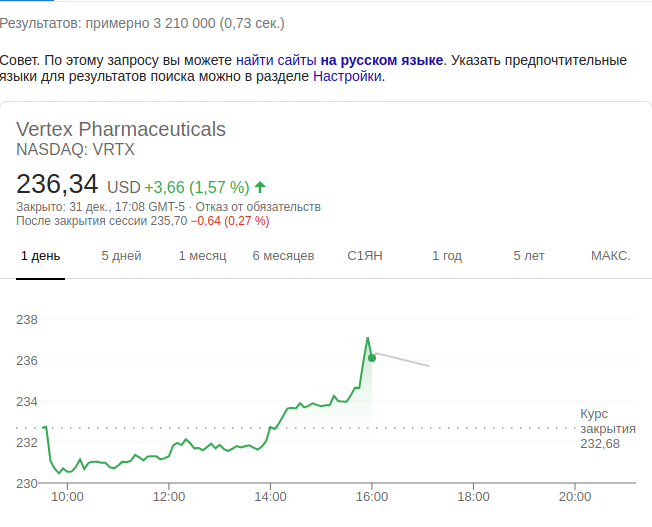 Результатов: примерно 3 210 000 (0,73 сек.)
Совет. По этому запросу вы можете найти сайты на русском языке. Указать предпочтительные
языки для результатов поиска можно в разделе Настройки.
Vertex Pharmaceuticals
NASDAQ: VRTX
236,34 USD +3,66 (1,57 %)
Закрыто: 31 дек., 17:08 GMT-5 · Отказ от обязательств
После закрытия сессии 235,70 −0,64 (0,27 %)
1 день 5 дней 1 месяц 6 месяцев С1ЯН 1 год 5 лет МАКС.
238
236
234
Курс
закрытия
232,68
232
230
10:00 12:00 14:00 16:00 18:00 20:00